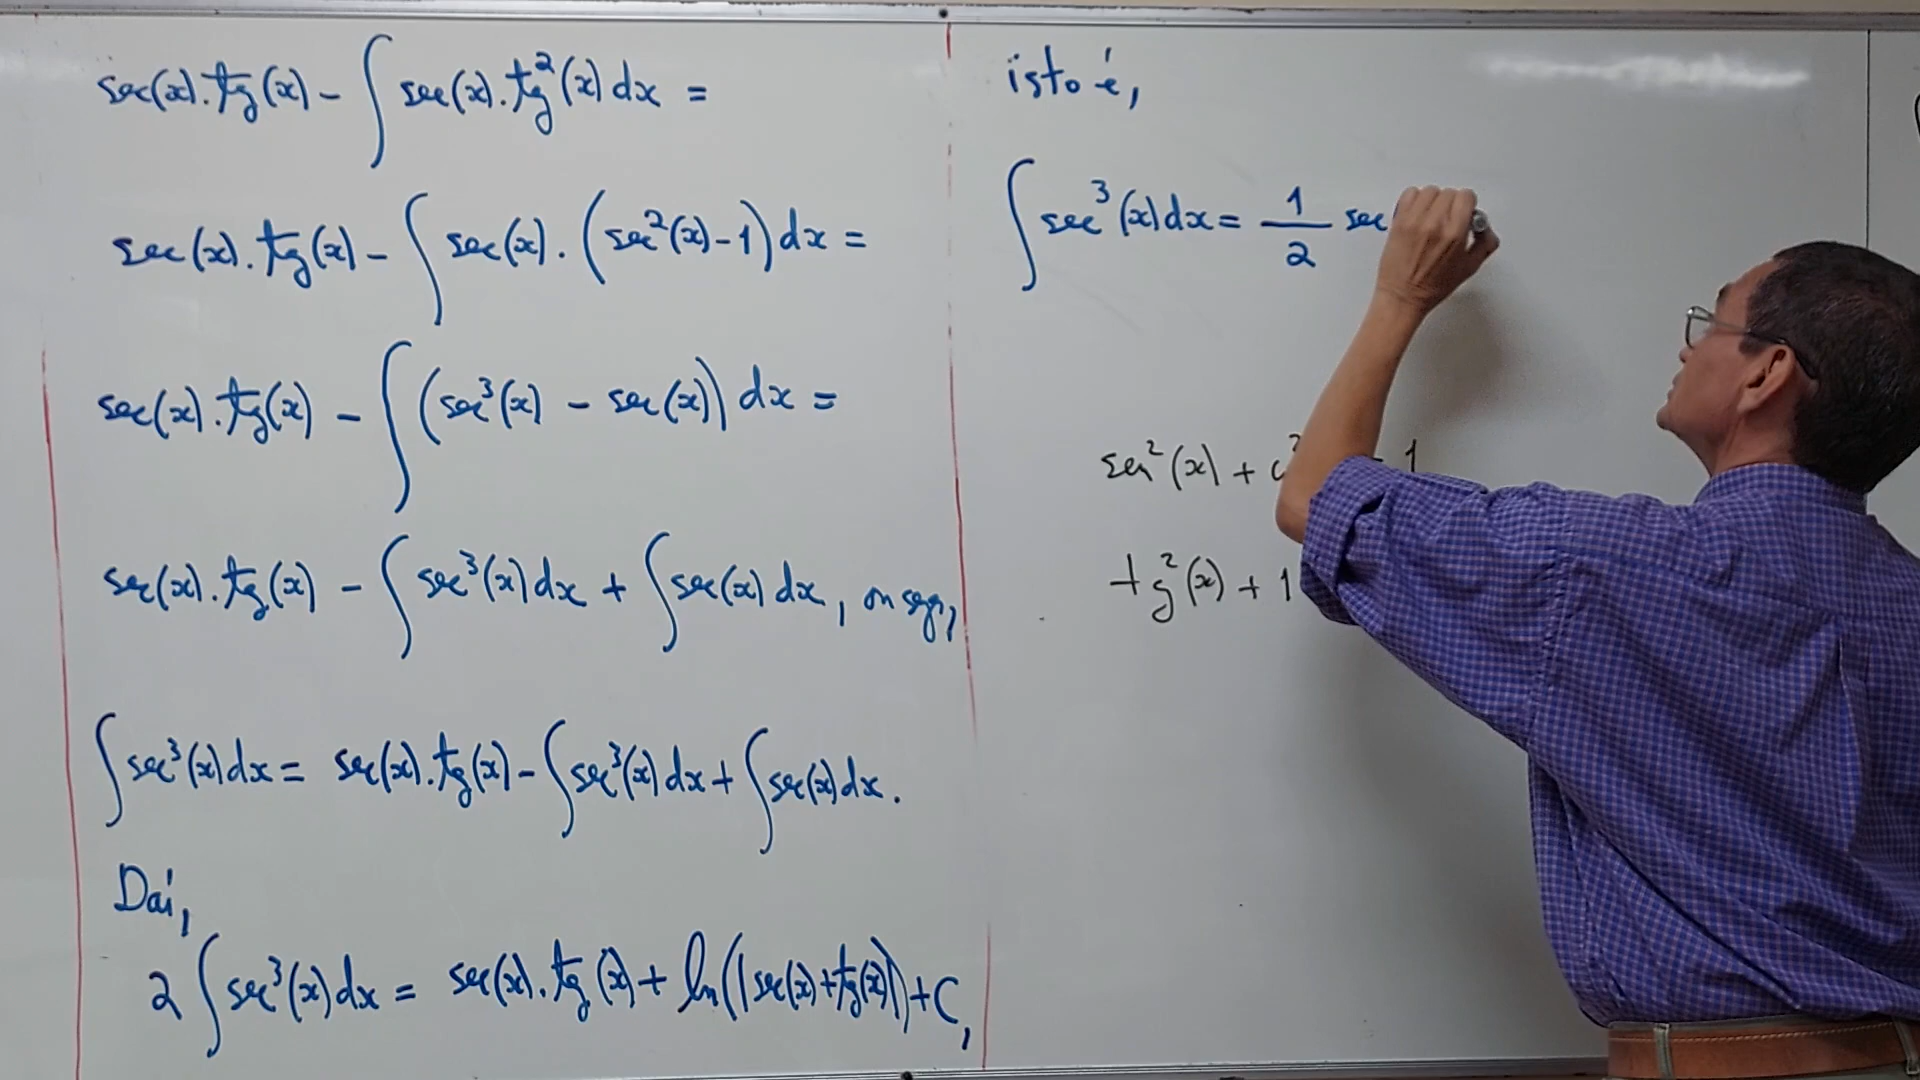 sec(x).tg(x) - ∫ sec(x).tg²(x) dx =
sec(x).tg(x) - ∫ sec(x).(sec²(x)-1) dx =
sec(x).tg(x) - ∫ (sec³(x) - sec(x)) dx =
sec(x).tg(x) - ∫ sec³(x) dx + ∫ sec(x) dx, ou seja,
∫ sec³(x) dx = sec(x).tg(x) - ∫ sec³(x) dx + ∫ sec(x) dx.
Daí,
2 ∫ sec³(x) dx = sec(x).tg(x) + ln(|sec(x)+tg(x)|) + C,
isto é,
∫ sec³(x) dx = 1/2 sec(
sen²(x) + c ² = 1
tg²(x) + 1